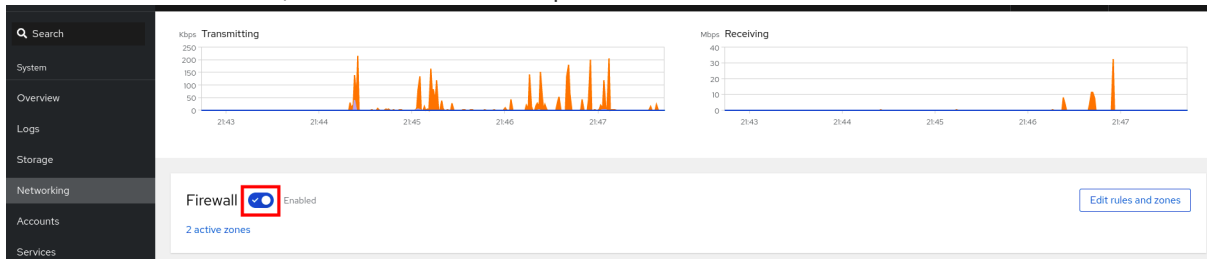 Search
System
Overview
Logs
Storage
Networking
Accounts
Services
Kbps Transmitting
250
200
150
100
50
0
21:43 21:44 21:45 21:46 21:47
Mbps Receiving
40
30
20
10
0
21:43 21:44 21:45 21:46 21:47
Firewall Enabled
Edit rules and zones
2 active zones